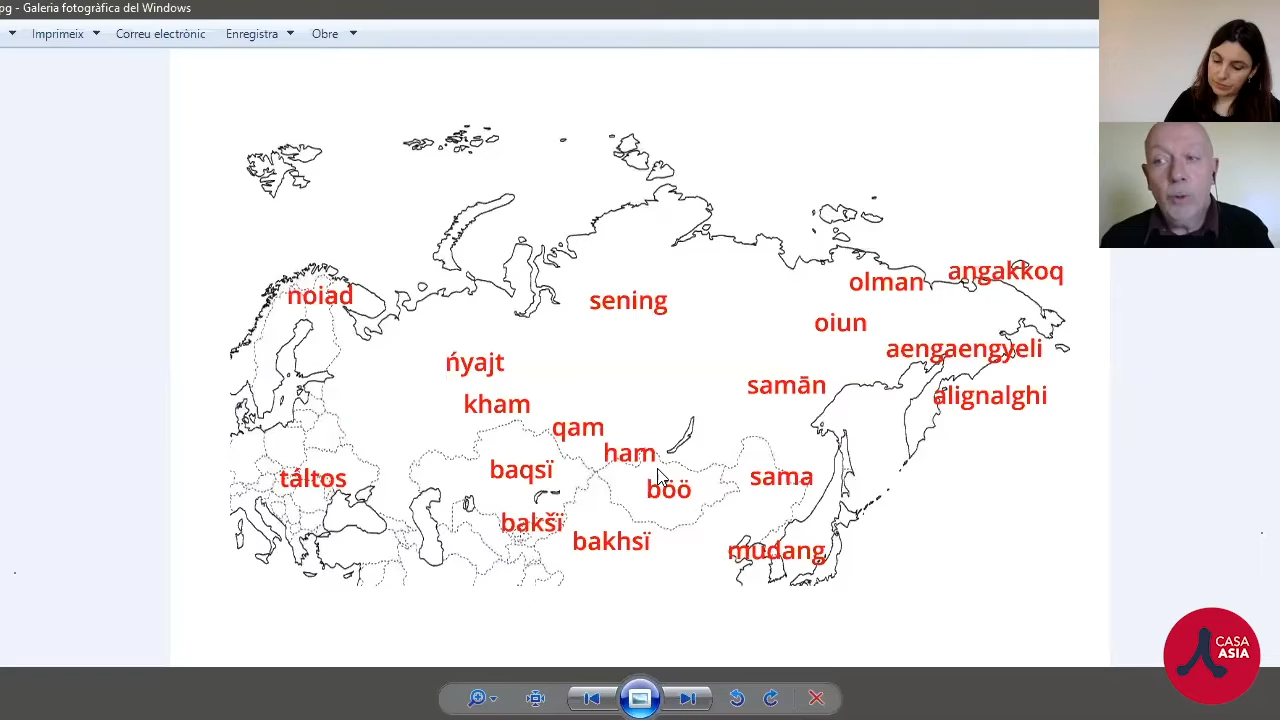 pg - Galeria fotogràfica del Windows
Imprimeix Correu electrònic Enregistra Obre
angakkoq
olman
noiad
sening
oiun
aengaengyeli
ńyajt
samān
alignalghi
kham
qam
ham
baqsï
táltos
sama
böö
bakšï
bakhsï
mudang
CASA
ASIA